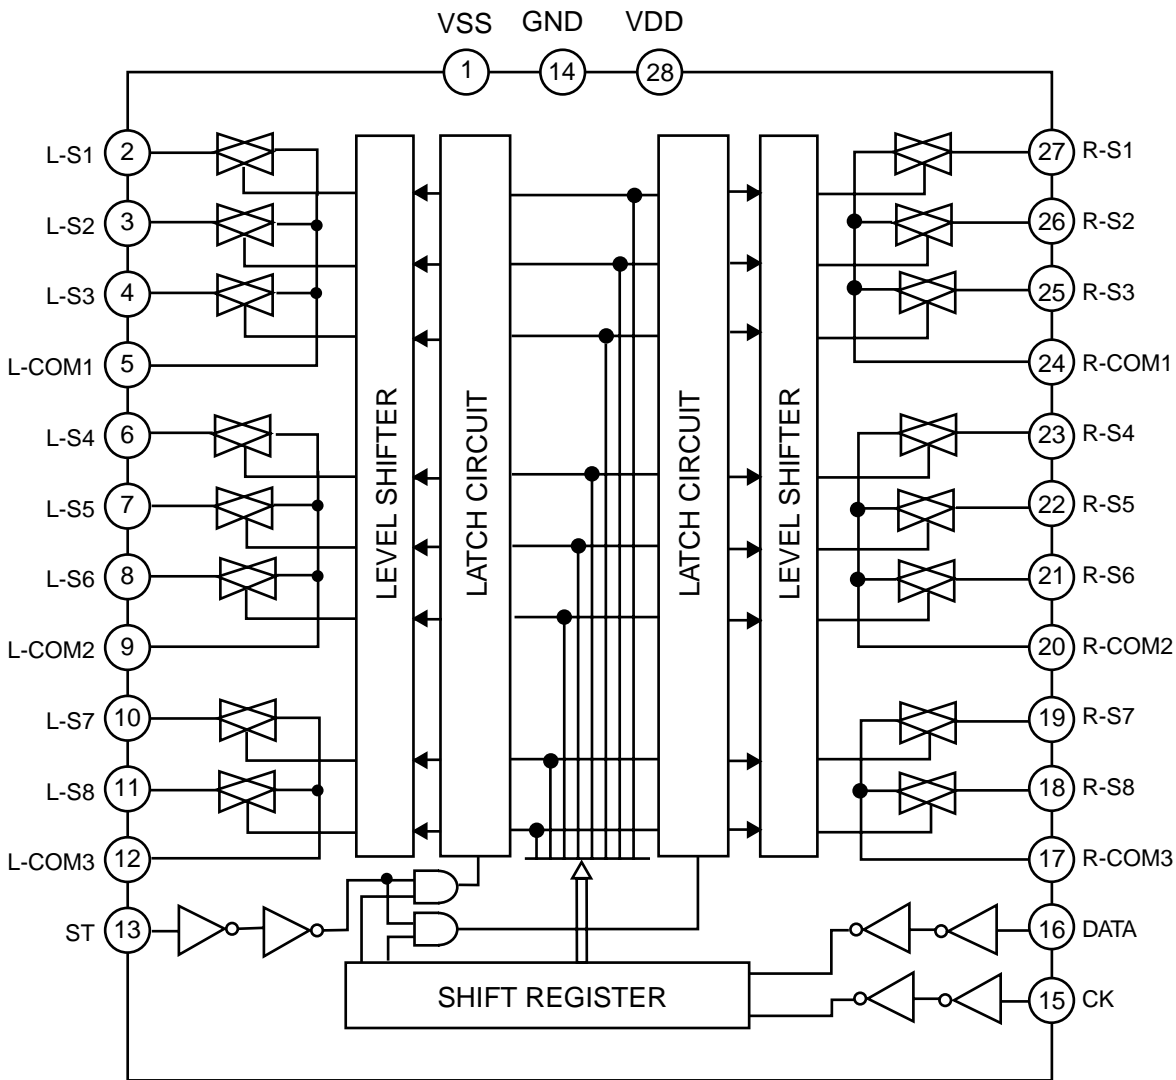 VSS GND VDD
1 14 28
L-S1 2 27 R-S1
L-S2 3 26 R-S2
L-S3 4 25 R-S3
L-COM1 5 24 R-COM1
L-S4 6 23 R-S4
L-S5 7 22 R-S5
L-S6 8 21 R-S6
L-COM2 9 20 R-COM2
L-S7 10 19 R-S7
L-S8 11 18 R-S8
L-COM3 12 17 R-COM3
ST 13 16 DATA
15 CK
LEVEL SHIFTER
LATCH CIRCUIT
LATCH CIRCUIT
LEVEL SHIFTER
SHIFT REGISTER